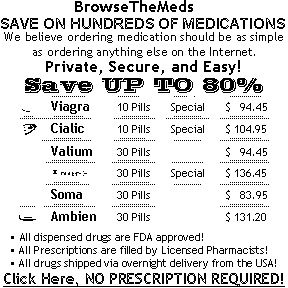 BrowseTheMeds
SAVE ON HUNDREDS OF MEDICATIONS
We believe ordering medication should be as simple
as ordering anything else on the Internet.
Private, Secure, and Easy!
Save UP TO 80%
Viagra 10 Pills Special $ 94.45
Cialic 10 Pills Special $ 104.95
Valium 30 Pills $ 94.45
30 Pills Special $ 136.45
Soma 30 Pills $ 83.95
Ambien 30 Pills $ 131.20
• All dispensed drugs are FDA approved!
• All Prescriptions are filled by Licensed Pharmacists!
• All drugs shipped via overnight delivery from the USA!
Click Here, NO PRESCRIPTION REQUIRED!